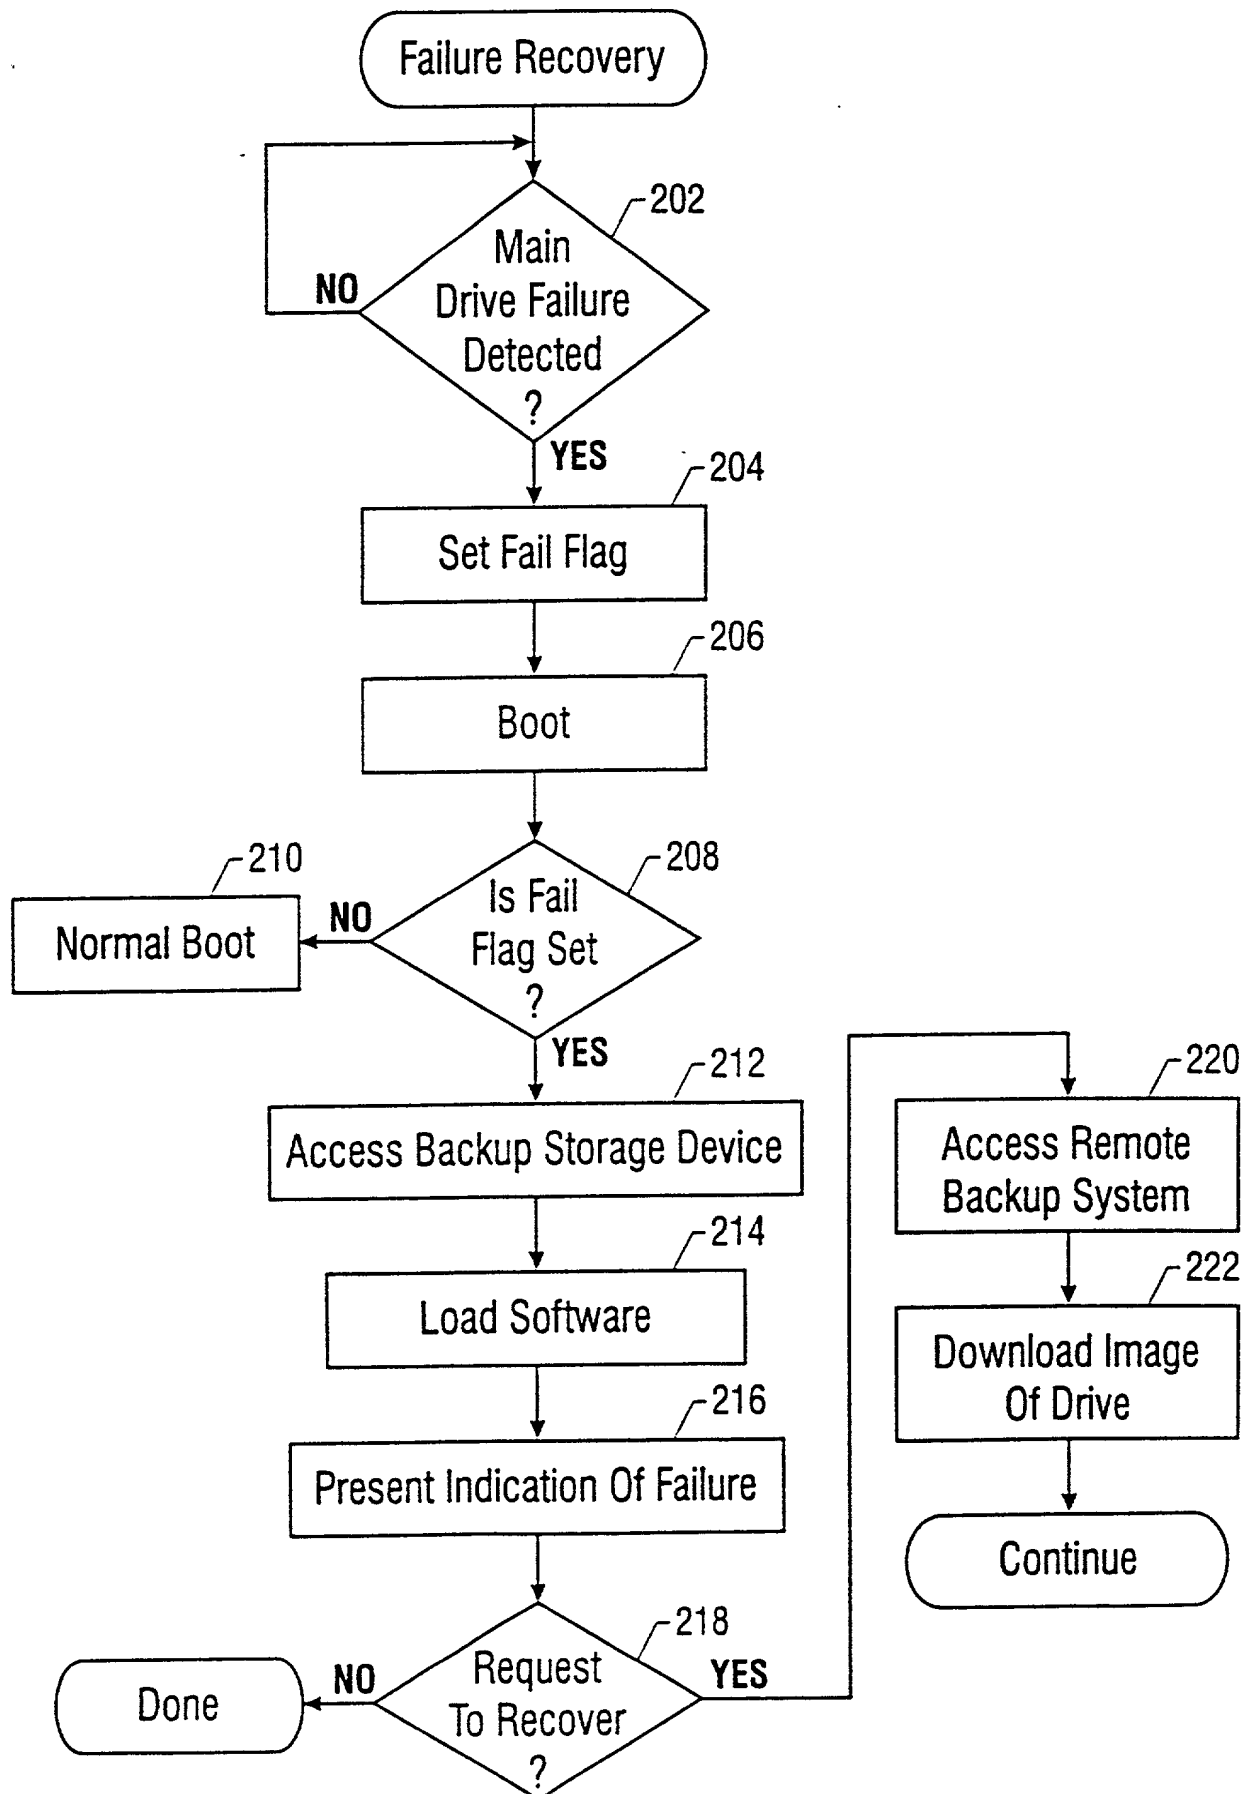 Failure Recovery
202
Main
Drive Failure
Detected
?
NO
YES
204
Set Fail Flag
206
Boot
208
Is Fail
Flag Set
?
NO
210
Normal Boot
YES
212
Access Backup Storage Device
214
Load Software
216
Present Indication Of Failure
218
Request
To Recover
?
NO
Done
YES
220
Access Remote
Backup System
222
Download Image
Of Drive
Continue